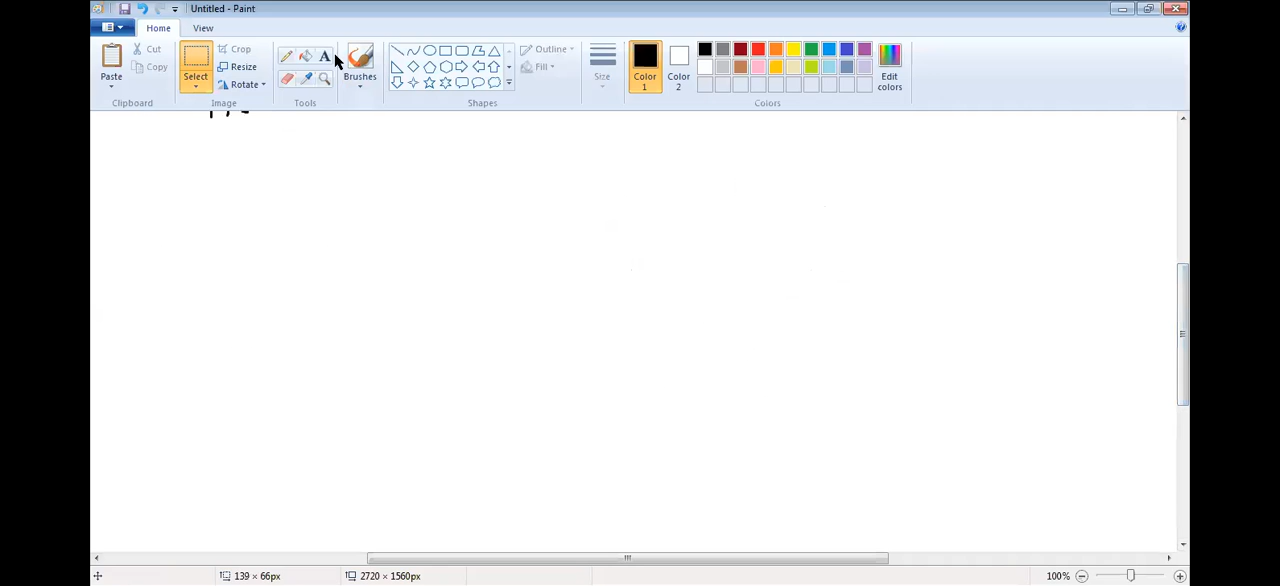 Untitled - Paint
Home View
Paste
Cut
Copy
Clipboard
Select
Crop
Resize
Rotate
Image
A
Tools
Brushes
Shapes
Outline
Fill
Size
Color 1
Color 2
Edit colors
Colors
139 × 66px
2720 × 1560px
100%